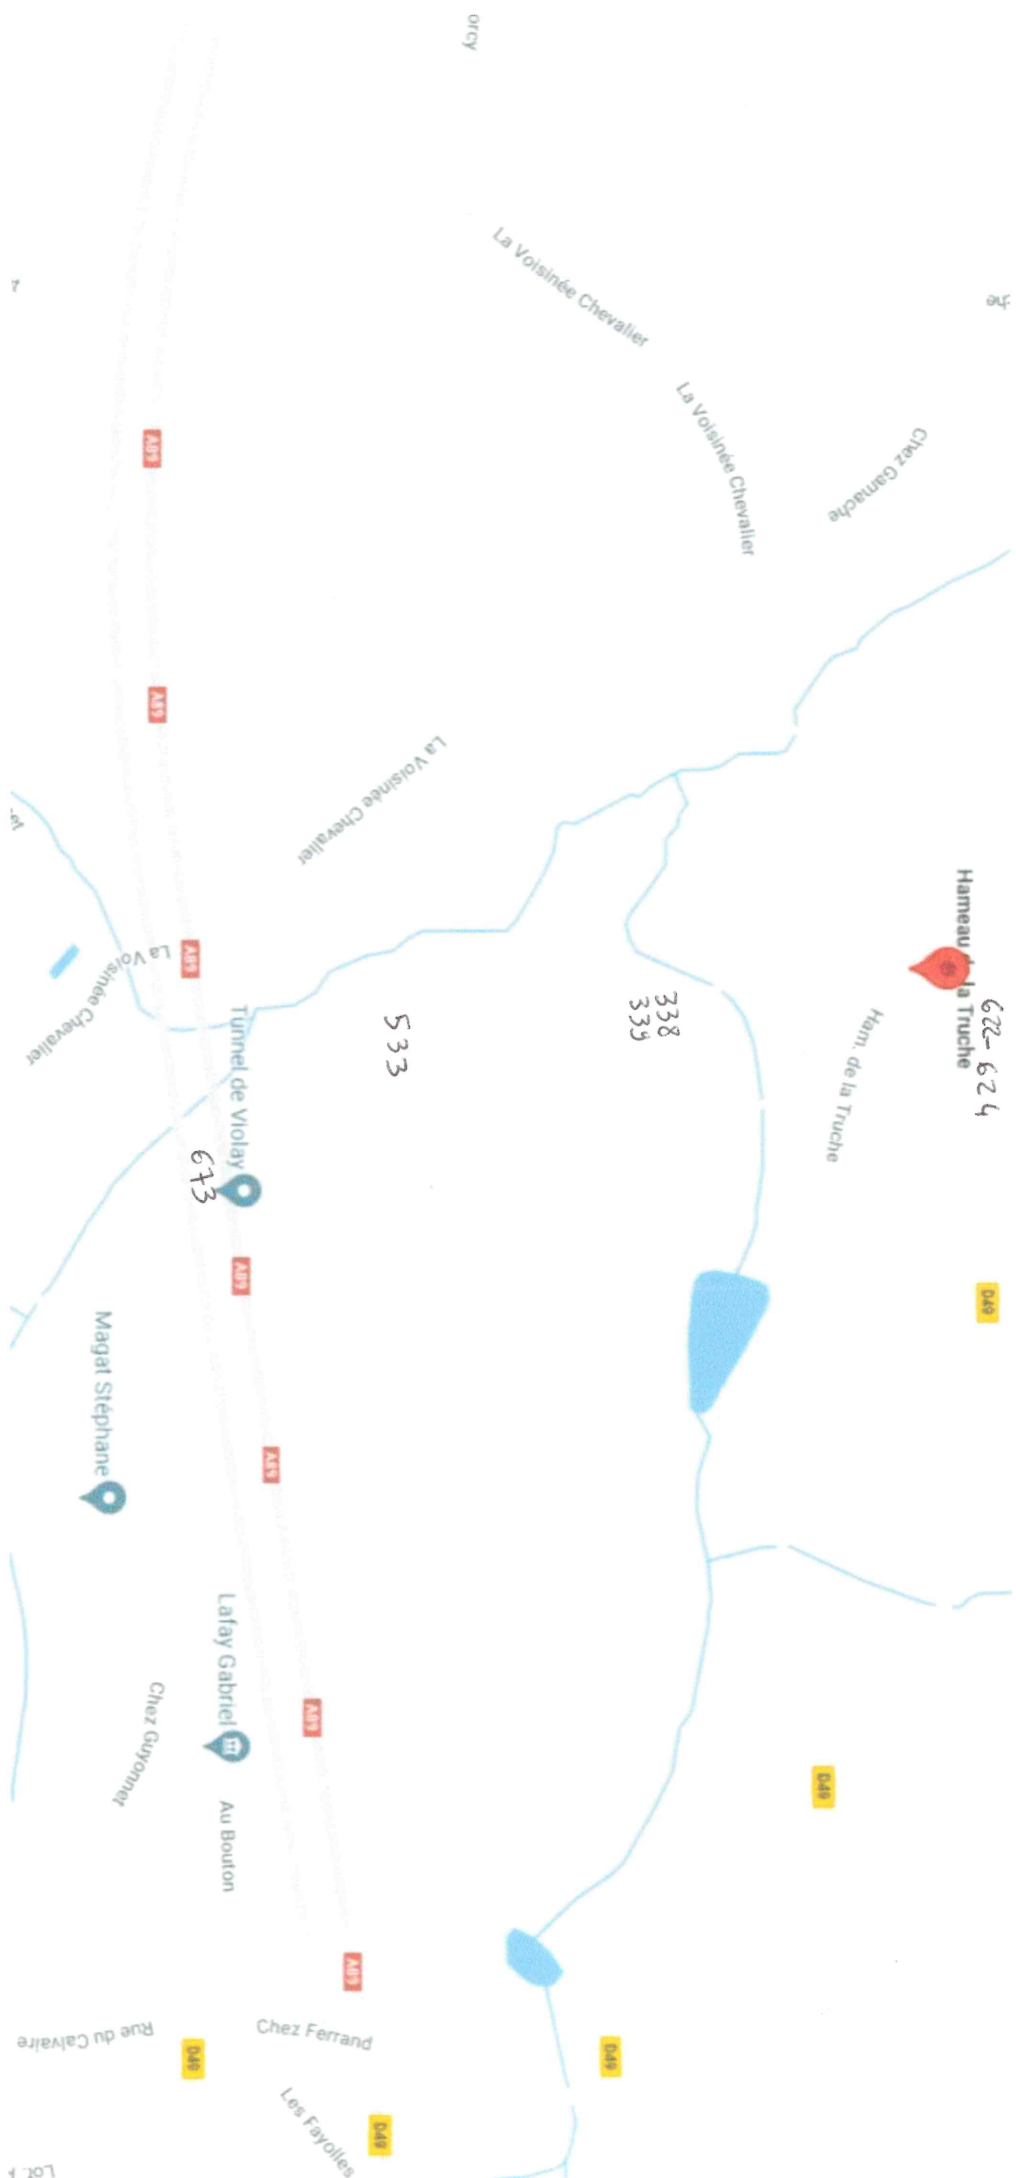 622-624
Hameau de la Truche
D49
Chez Gamache
Ham. de la Truche
D49
La Voisinée Chevalier
338
339
D49
La Voisinée Chevalier
533
orcy
La Voisinée Chevalier
D49
Chez Ferrand
A89
Les Fayolles
A89
A89
Tunnel de Violay
A89
Lafay Gabriel
Au Bouton
673
A89
A89
A89
D49
La Voisinée Chevalier
Chez Guyonnet
Magat Stéphane
Rue du Calvaire